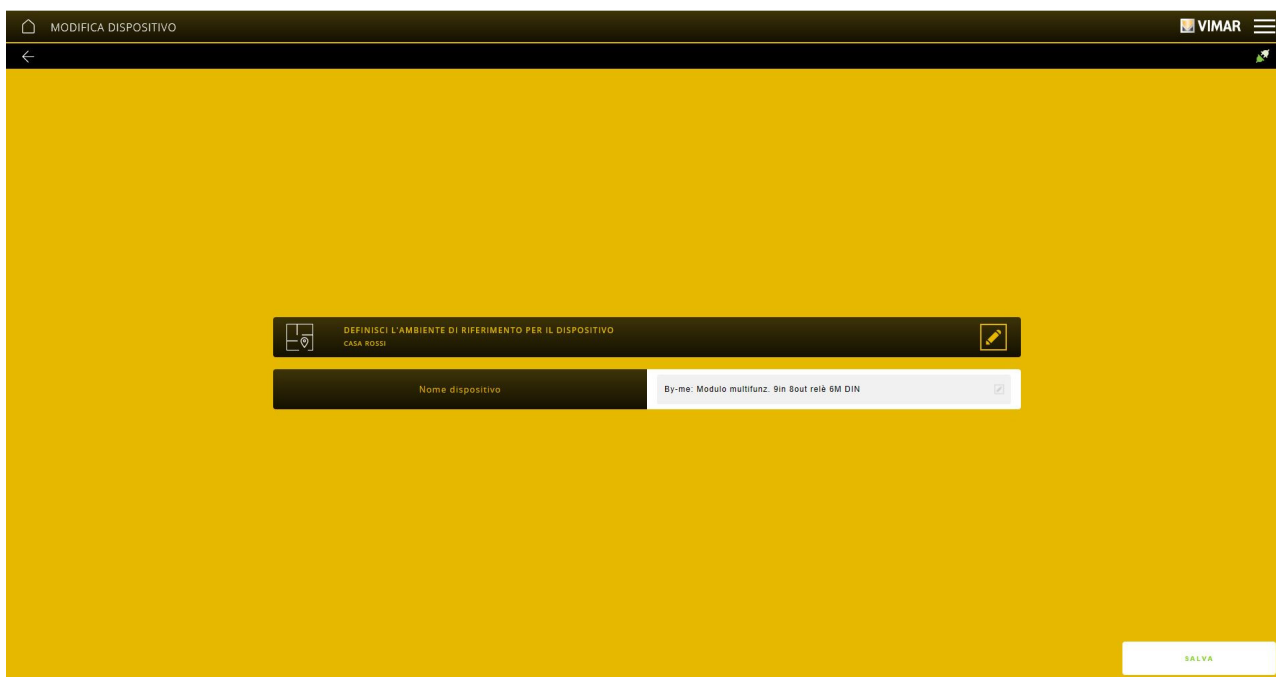 MODIFICA DISPOSITIVO
VIMAR
DEFINISCI L'AMBIENTE DI RIFERIMENTO PER IL DISPOSITIVO
CASA ROSSI
Nome dispositivo
By-me: Modulo multifunz. 9in 8out relè 6M DIN
SALVA